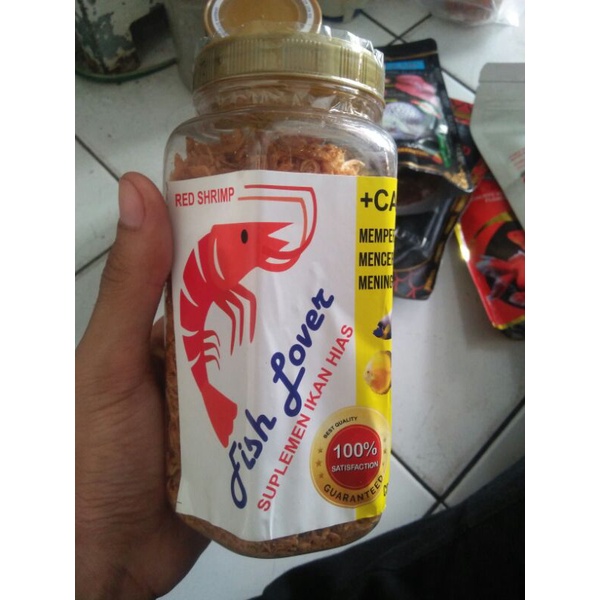 RED SHRIMP
Fish Lover
SUPLEMEN IKAN HIAS
+CA
MEMPE
MENCE
MENING
BEST QUALITY
100%
SATISFACTION
GUARANTEED